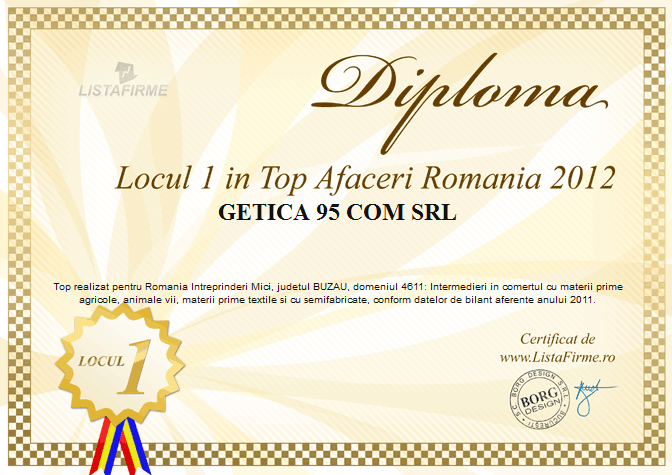 LISTAFIRME
Diploma
Locul 1 in Top Afaceri Romania 2012
GETICA 95 COM SRL
Top realizat pentru Romania Intreprinderi Mici, judetul BUZAU, domeniul 4611: Intermedieri in comertul cu materii prime
agricole, animale vii, materii prime textile si cu semifabricate, conform datelor de bilant aferente anului 2011.
LOCUL 1
Certificat de
www.ListaFirme.ro
S.C. BORG DESIGN S.R.L.
BORG
DESIGN
BUCURESTI